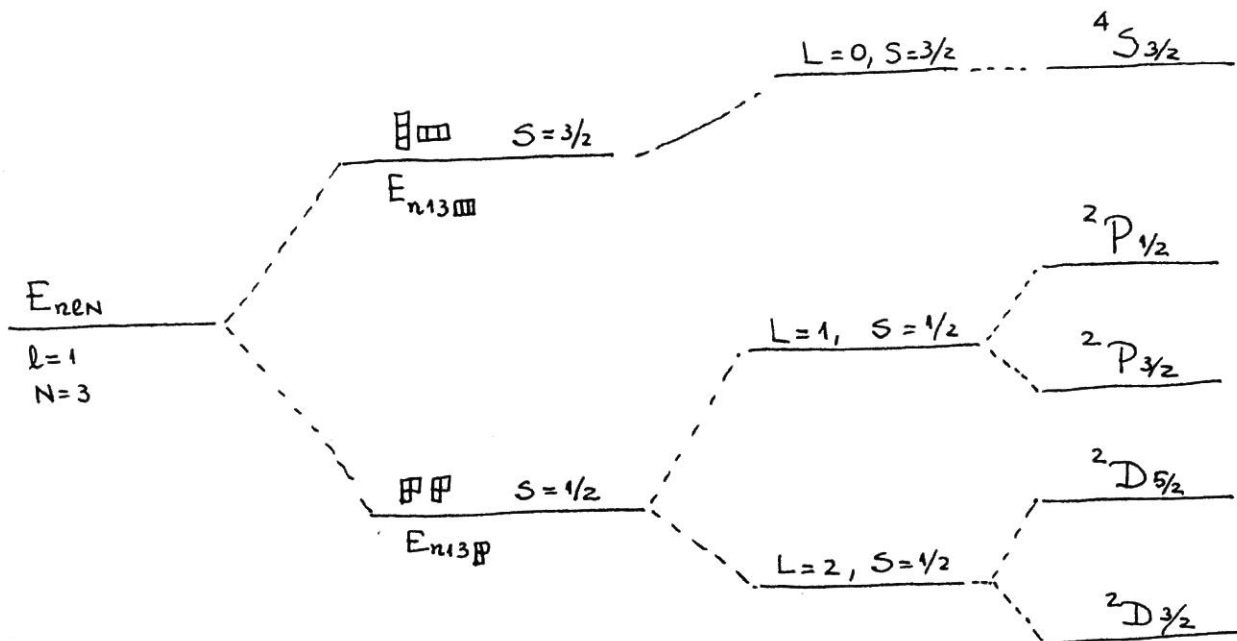 L=0, S=3/2
⁴S3/2
S=3/2
En13
²P1/2
EnlN
l=1
N=3
L=1, S=1/2
²P3/2
S=1/2
En13
²D5/2
L=2, S=1/2
²D3/2